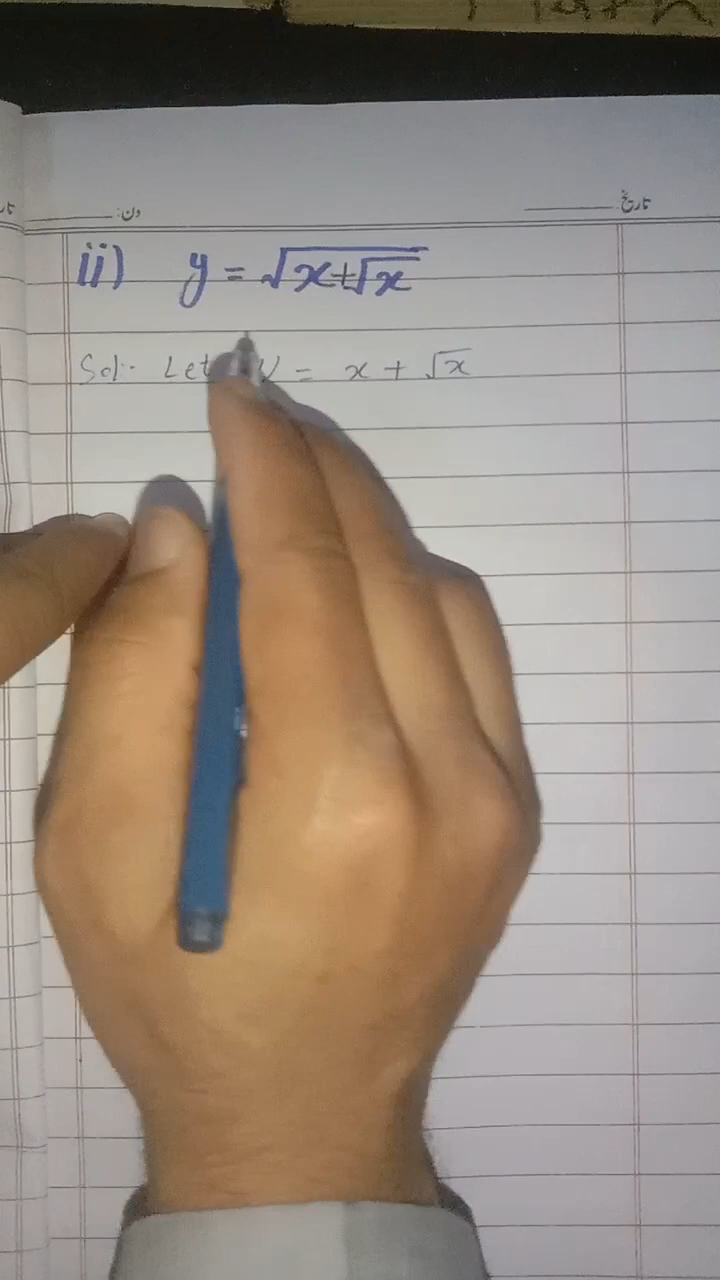 دن: تاریخ
ii) y = √x+√x
Sol:- Let = x + √x